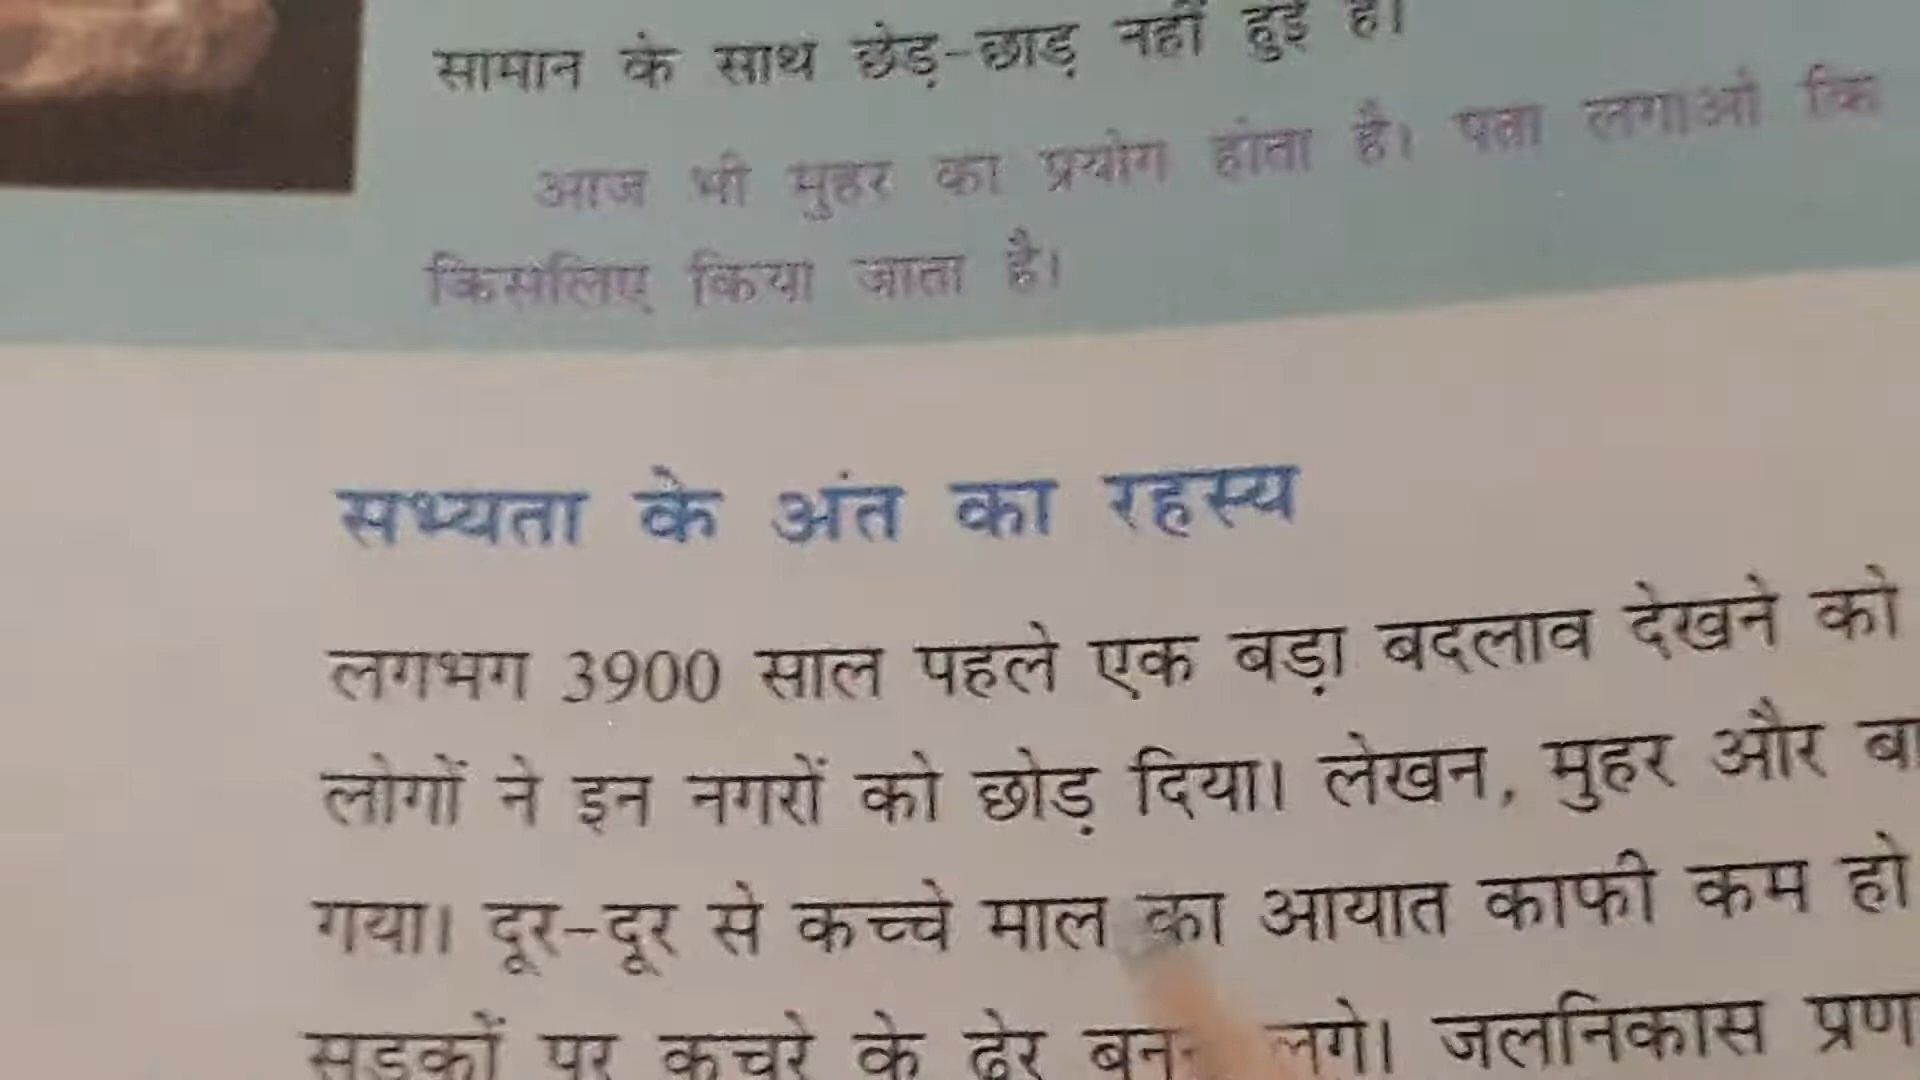 सामान के साथ छेड़-छाड़ नहीं हुई है।
आज भी मुहर का प्रयोग होता है। पता लगाओ कि
किसलिए किया जाता है।
सभ्यता के अंत का रहस्य
लगभग 3900 साल पहले एक बड़ा बदलाव देखने को
लोगों ने इन नगरों को छोड़ दिया। लेखन, मुहर और
गया। दूर-दूर से कच्चे माल का आयात काफी कम हो
सड़कों पर कचरे के ढेर लगे। जलनिकास